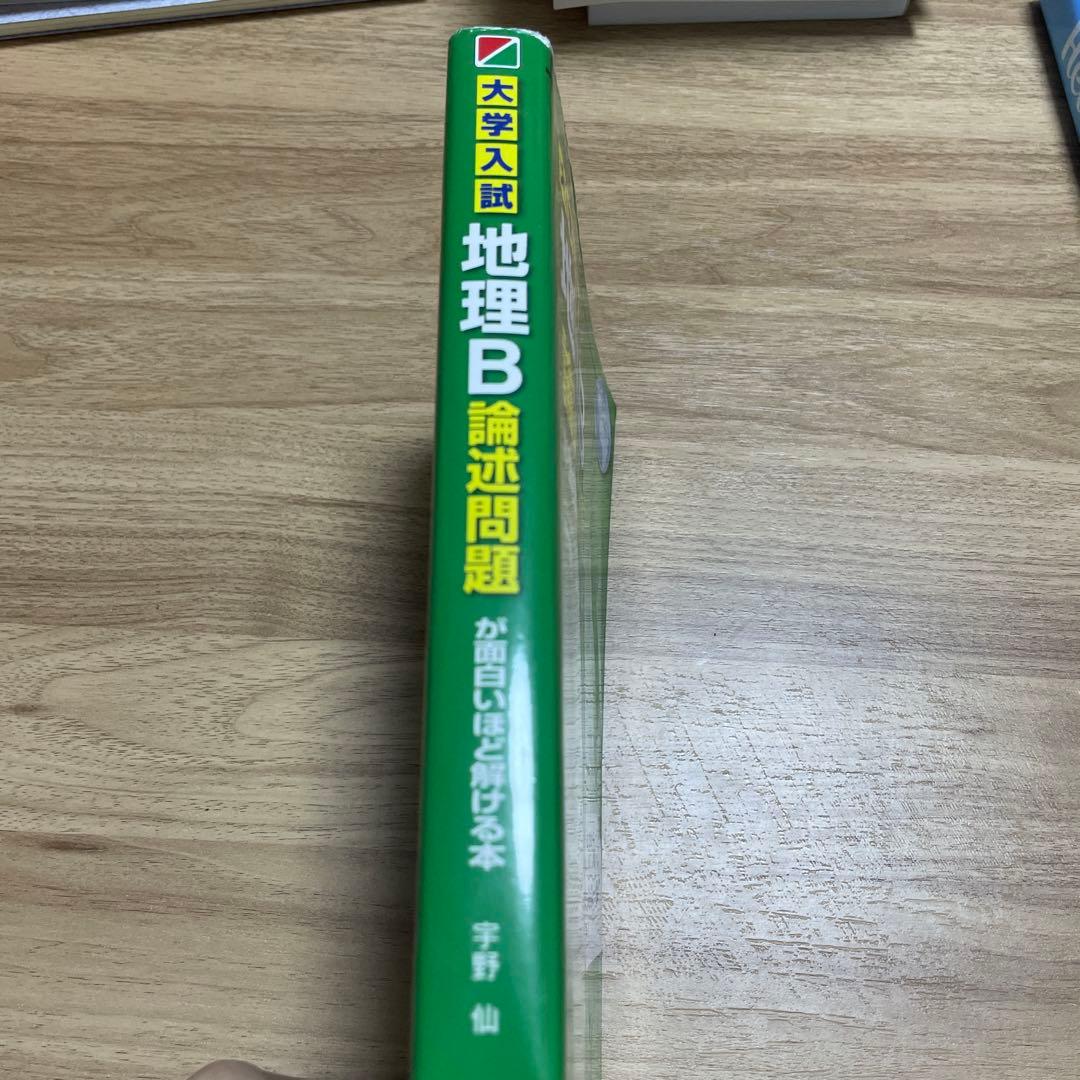 大学入試
地理B
論述問題
が面白いほど解ける本
宇野 仙